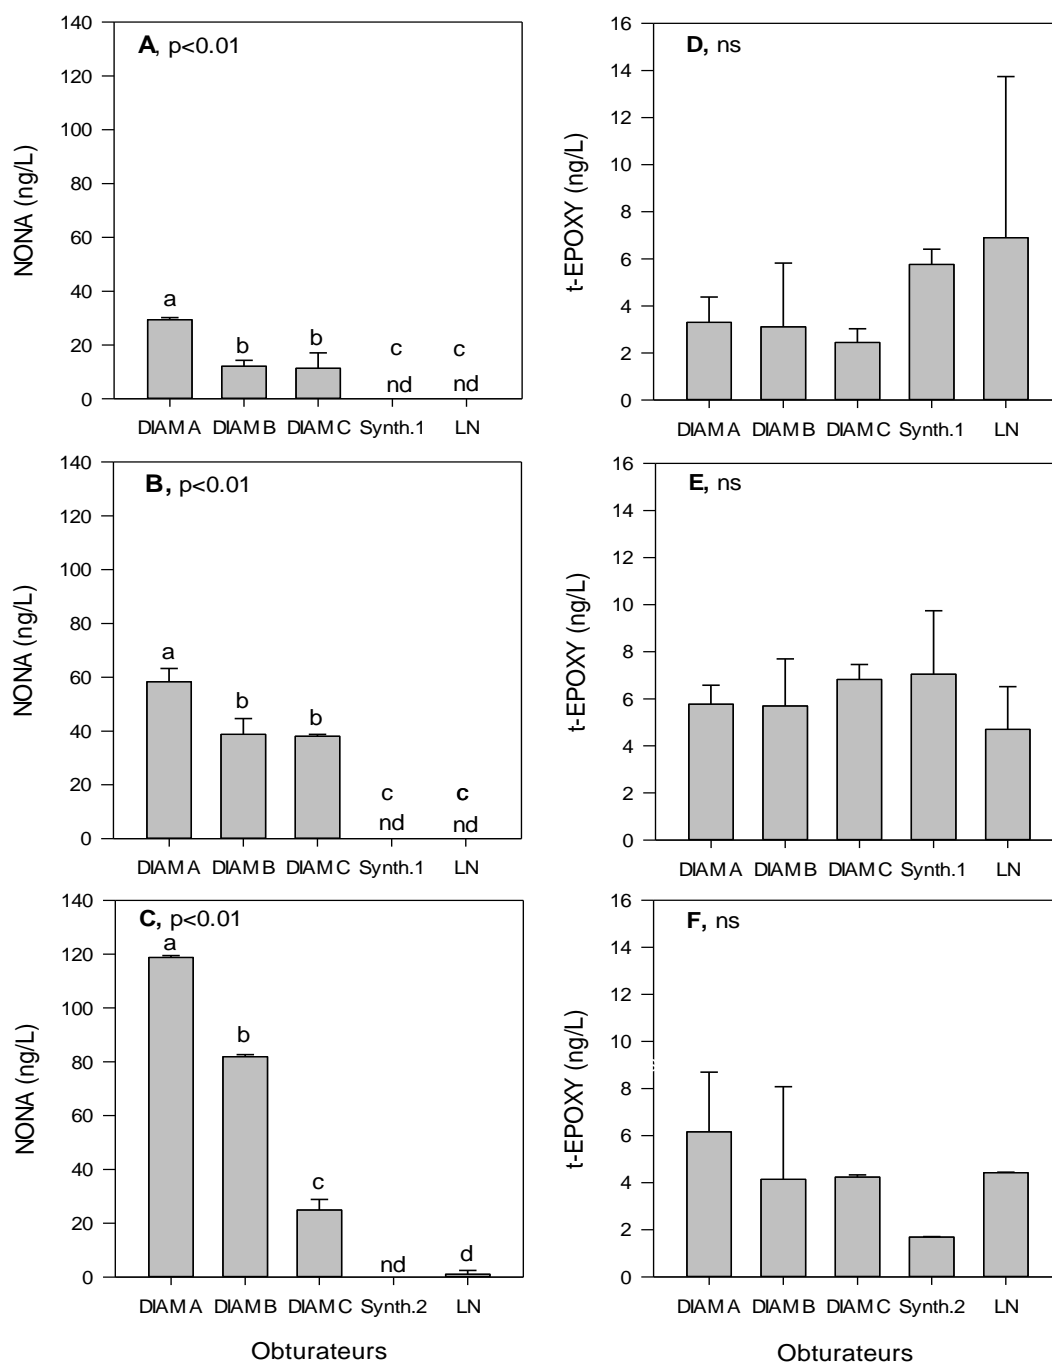 A, p<0.01
NONA (ng/L)
140
120
100
80
60
40
20
0
a
b
b
c
c
nd
nd
DIAM A DIAM B DIAM C Synth.1 LN
D, ns
t-EPOXY (ng/L)
16
14
12
10
8
6
4
2
0
DIAM A DIAM B DIAM C Synth.1 LN
B, p<0.01
NONA (ng/L)
140
120
100
80
60
40
20
0
a
b
b
c
c
nd
nd
DIAM A DIAM B DIAM C Synth.1 LN
E, ns
t-EPOXY (ng/L)
16
14
12
10
8
6
4
2
0
DIAM A DIAM B DIAM C Synth.1 LN
C, p<0.01
NONA (ng/L)
140
120
100
80
60
40
20
0
a
b
c
nd
d
DIAM A DIAM B DIAM C Synth.2 LN
Obturateurs
F, ns
t-EPOXY (ng/L)
16
14
12
10
8
6
4
2
0
DIAM A DIAM B DIAM C Synth.2 LN
Obturateurs